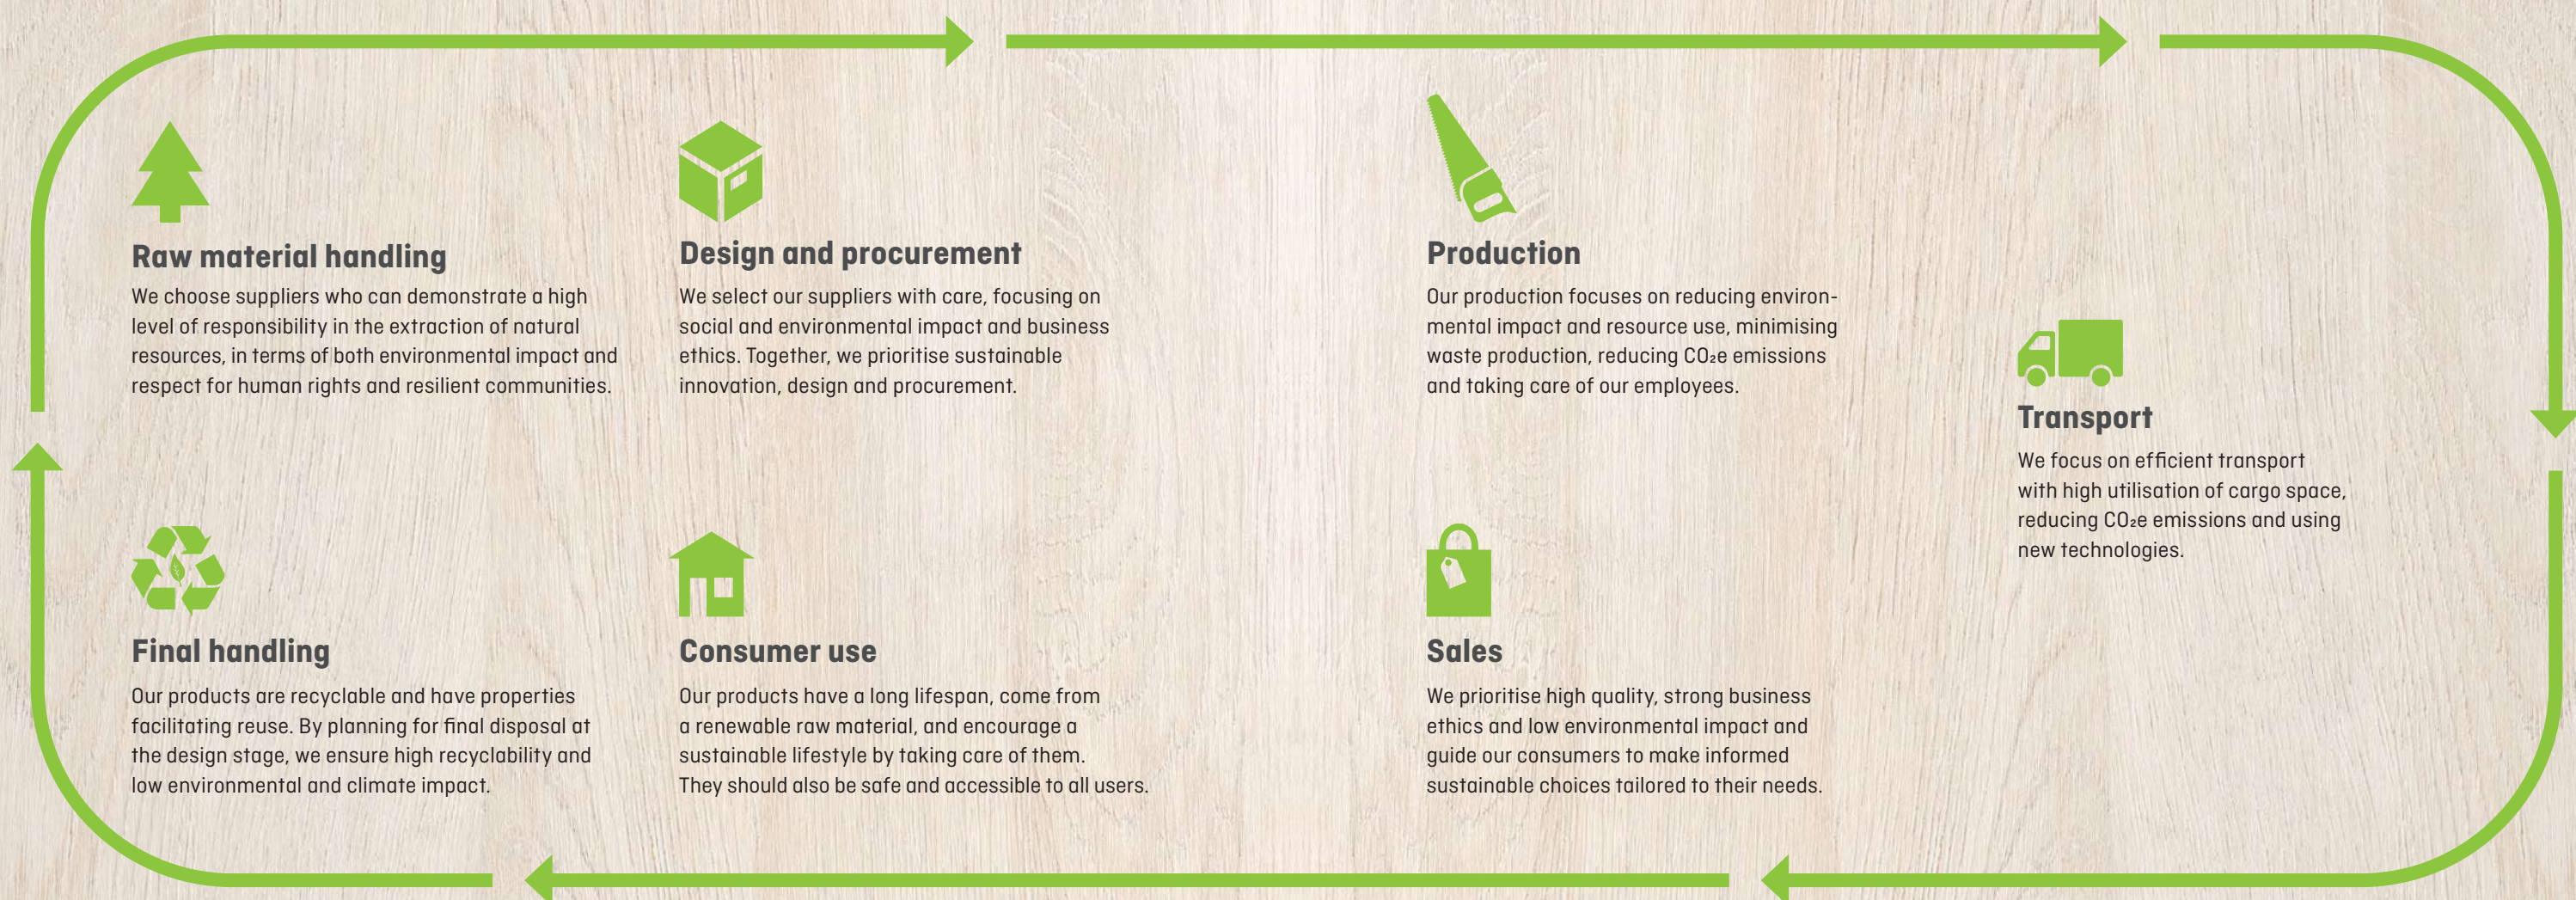 Raw material handling
We choose suppliers who can demonstrate a high
level of responsibility in the extraction of natural
resources, in terms of both environmental impact and
respect for human rights and resilient communities.
Design and procurement
We select our suppliers with care, focusing on
social and environmental impact and business
ethics. Together, we prioritise sustainable
innovation, design and procurement.
Production
Our production focuses on reducing environ-
mental impact and resource use, minimising
waste production, reducing CO₂e emissions
and taking care of our employees.
Transport
We focus on efficient transport
with high utilisation of cargo space,
reducing CO₂e emissions and using
new technologies.
Final handling
Our products are recyclable and have properties
facilitating reuse. By planning for final disposal at
the design stage, we ensure high recyclability and
low environmental and climate impact.
Consumer use
Our products have a long lifespan, come from
a renewable raw material, and encourage a
sustainable lifestyle by taking care of them.
They should also be safe and accessible to all users.
Sales
We prioritise high quality, strong business
ethics and low environmental impact and
guide our consumers to make informed
sustainable choices tailored to their needs.